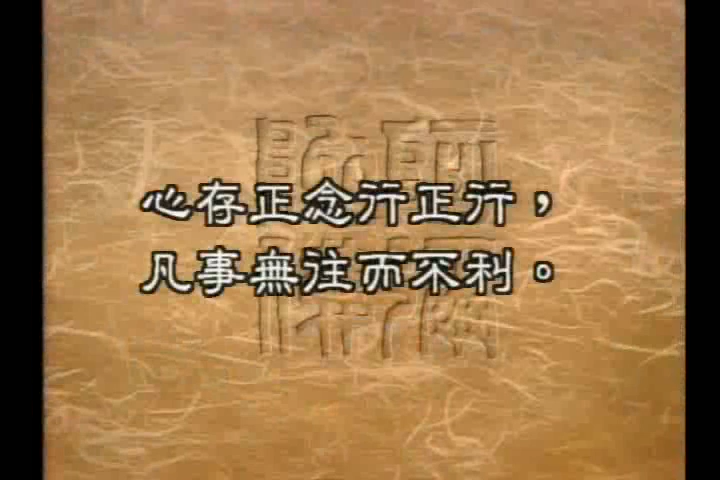 心存正念行正行，
凡事無往而不利。